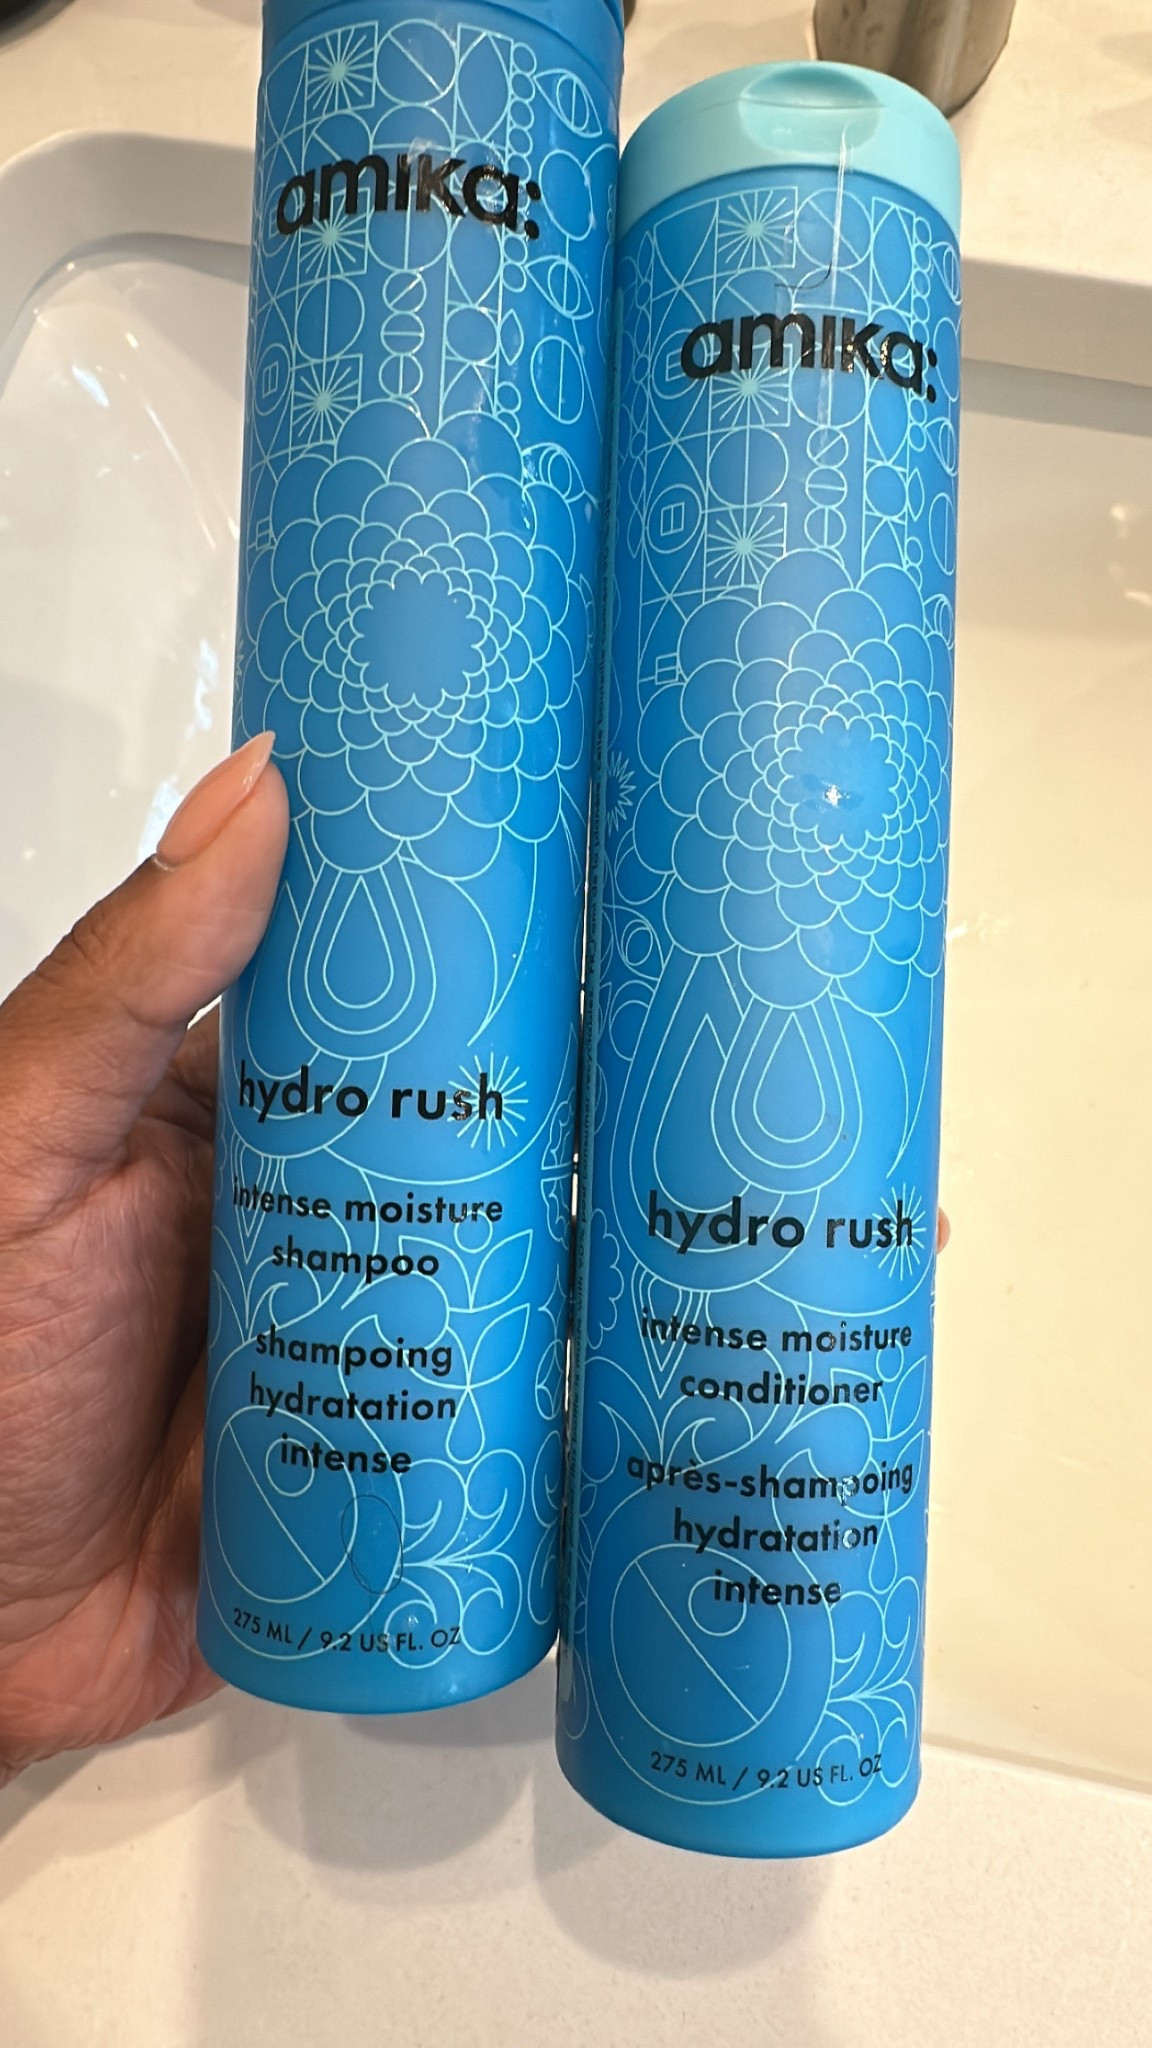 amika:
hydro rush
intense moisture
shampoo
shampoing
hydratation
intense
275 ML / 9.2 US FL. OZ
amika:
hydro rush
intense moisture
conditioner
après-shampoing
hydratation
intense
275 ML / 9.2 US FL. OZ